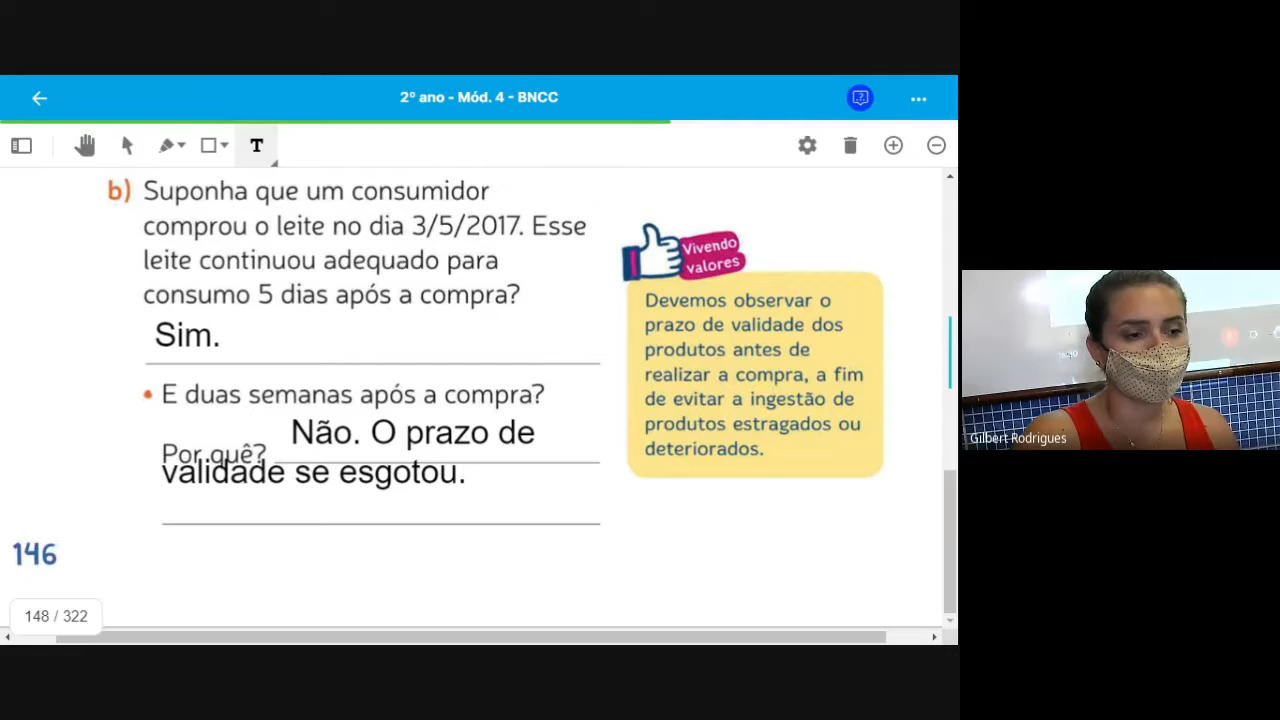 2º ano - Mód. 4 - BNCC
T
b) Suponha que um consumidor
comprou o leite no dia 3/5/2017. Esse
leite continuou adequado para
consumo 5 dias após a compra?
Sim.
• E duas semanas após a compra?
Por quê? Não. O prazo de
validade se esgotou.
Vivendo
valores
Devemos observar o
prazo de validade dos
produtos antes de
realizar a compra, a fim
de evitar a ingestão de
produtos estragados ou
deteriorados.
146
148 / 322
Gilbert Rodrigues